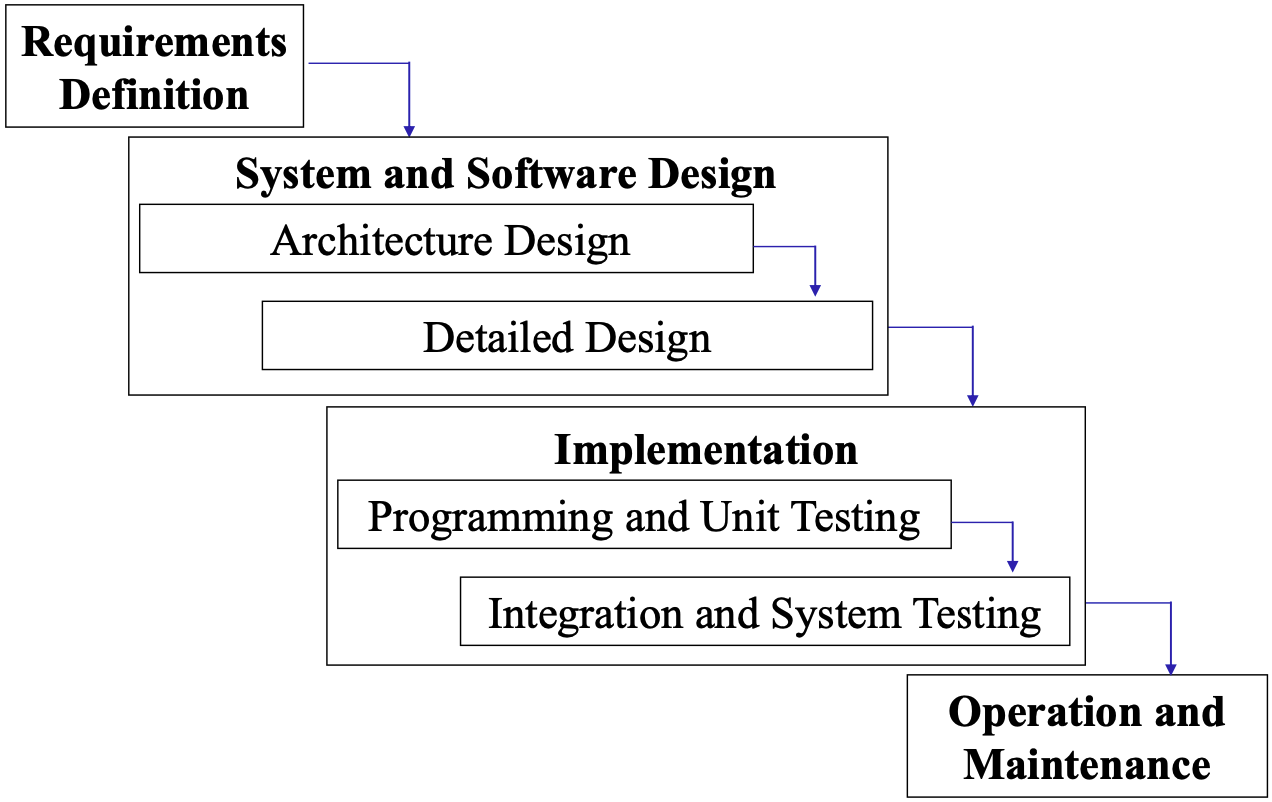 Requirements
Definition
System and Software Design
Architecture Design
Detailed Design
Implementation
Programming and Unit Testing
Integration and System Testing
Operation and
Maintenance